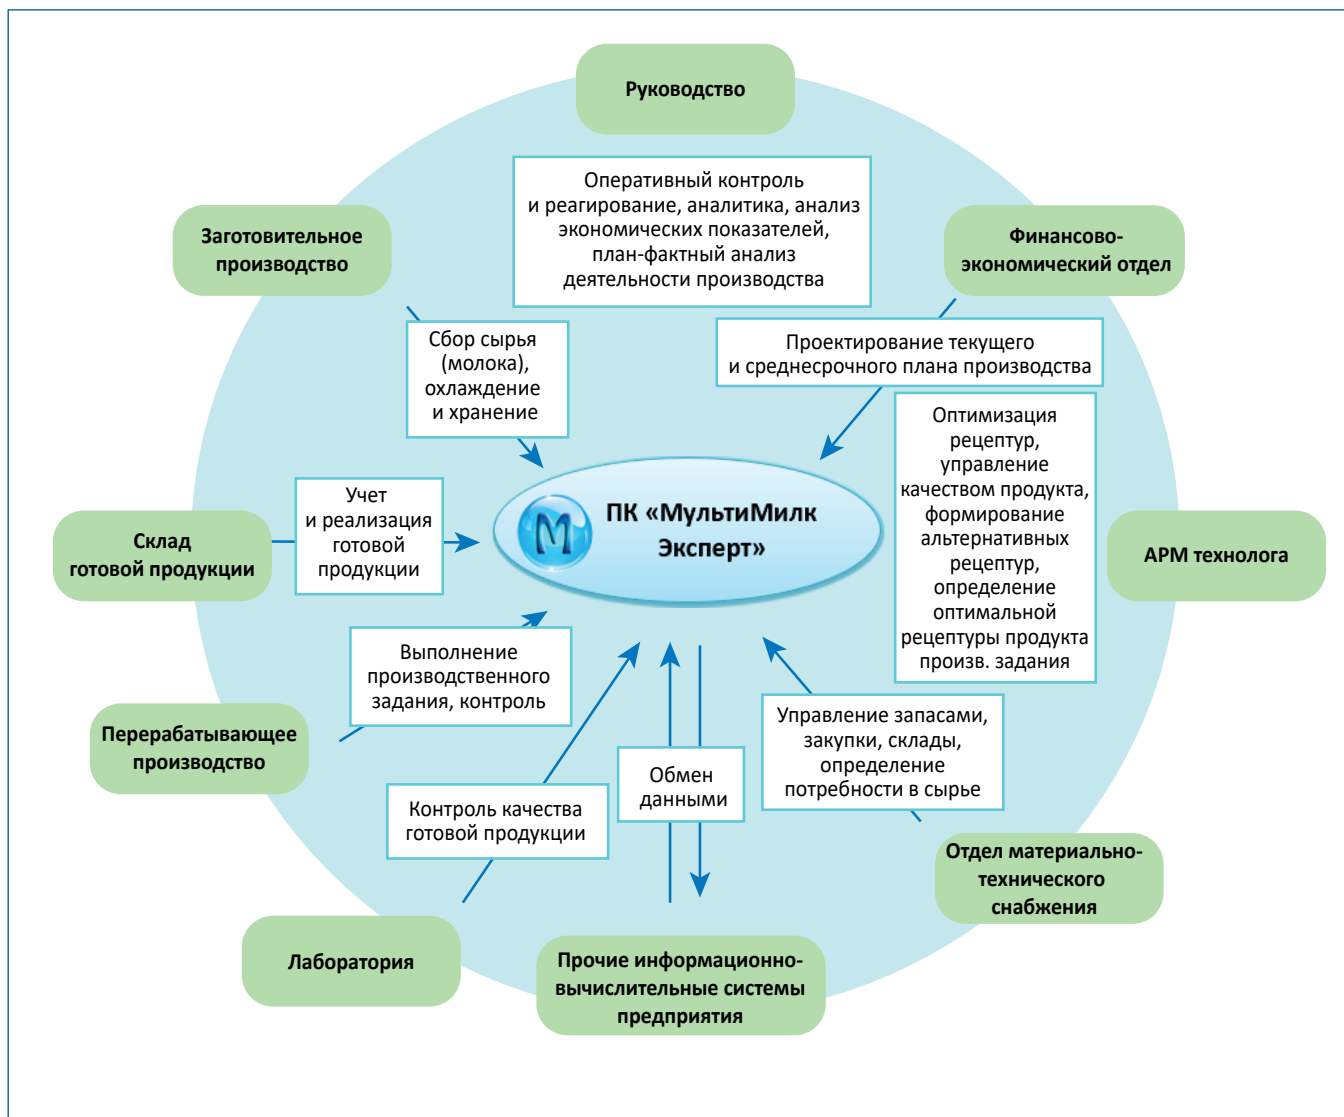 Руководство
Оперативный контроль
и реагирование, аналитика, анализ
экономических показателей,
план-фактный анализ
деятельности производства
Заготовительное
производство
Финансово-
экономический отдел
Сбор сырья
(молока),
охлаждение
и хранение
Проектирование текущего
и среднесрочного плана производства
Оптимизация
рецептур,
управление
качеством продукта,
формирование
альтернативных
рецептур,
определение
оптимальной
рецептуры продукта
произв. задания
Учет
и реализация
готовой
продукции
М
ПК «МультиМилк
Эксперт»
Склад
готовой продукции
АРМ технолога
Выполнение
производственного
задания, контроль
Перерабатывающее
производство
Управление запасами,
закупки, склады,
определение
потребности в сырье
Обмен
данными
Контроль качества
готовой продукции
Отдел материально-
технического
снабжения
Лаборатория
Прочие информационно-
вычислительные системы
предприятия